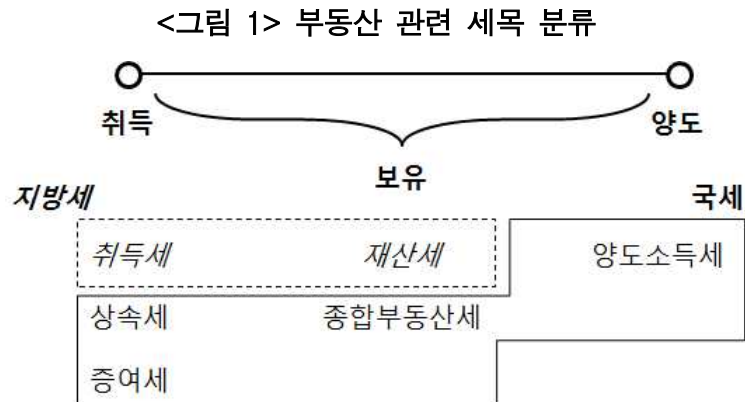 <그림 1> 부동산 관련 세목 분류
취득 양도
보유
지방세 국세
취득세 재산세 양도소득세
상속세 종합부동산세
증여세